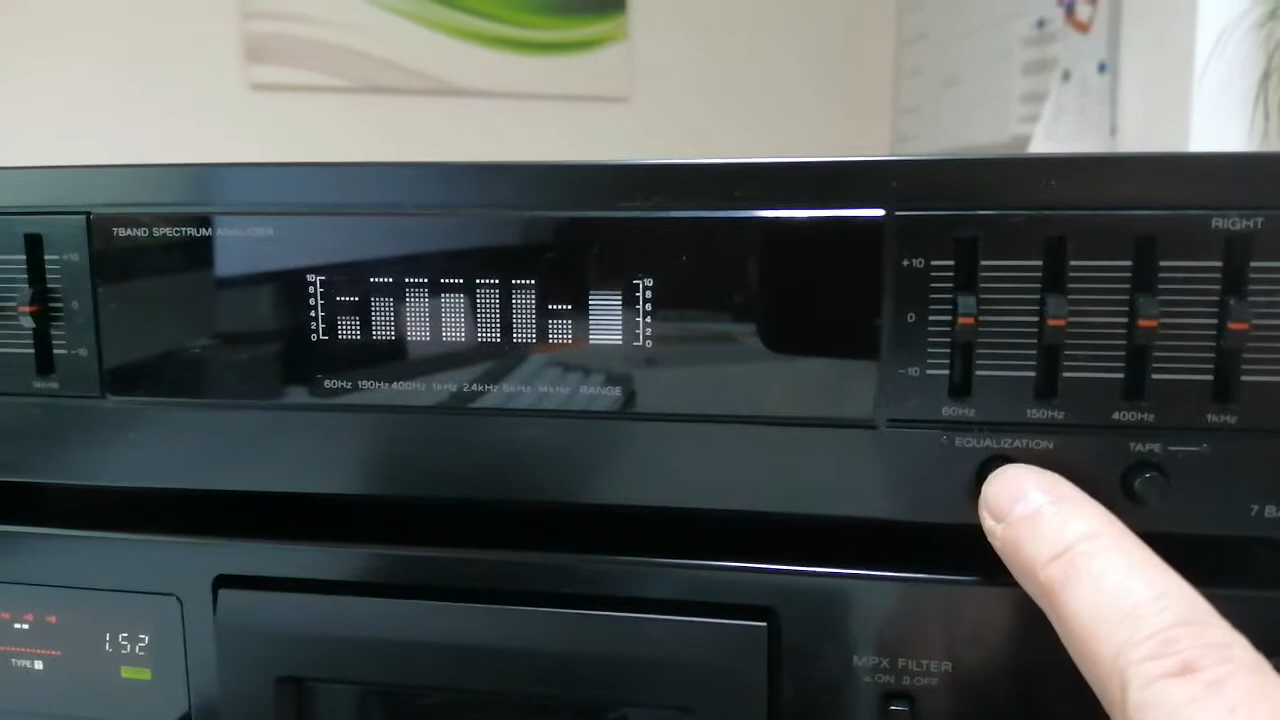 7BAND SPECTRUM ANALYZER
RIGHT
+10
0
-10
+10
0
-10
10
8
6
4
2
0
10
8
6
4
2
0
60Hz 150Hz 400Hz 1kHz 2.4kHz 6kHz 14kHz RANGE
60Hz 150Hz 400Hz 1kHz
EQUALIZATION
TAPE
7 BA
1.52
TYPE
MPX FILTER
ON OFF